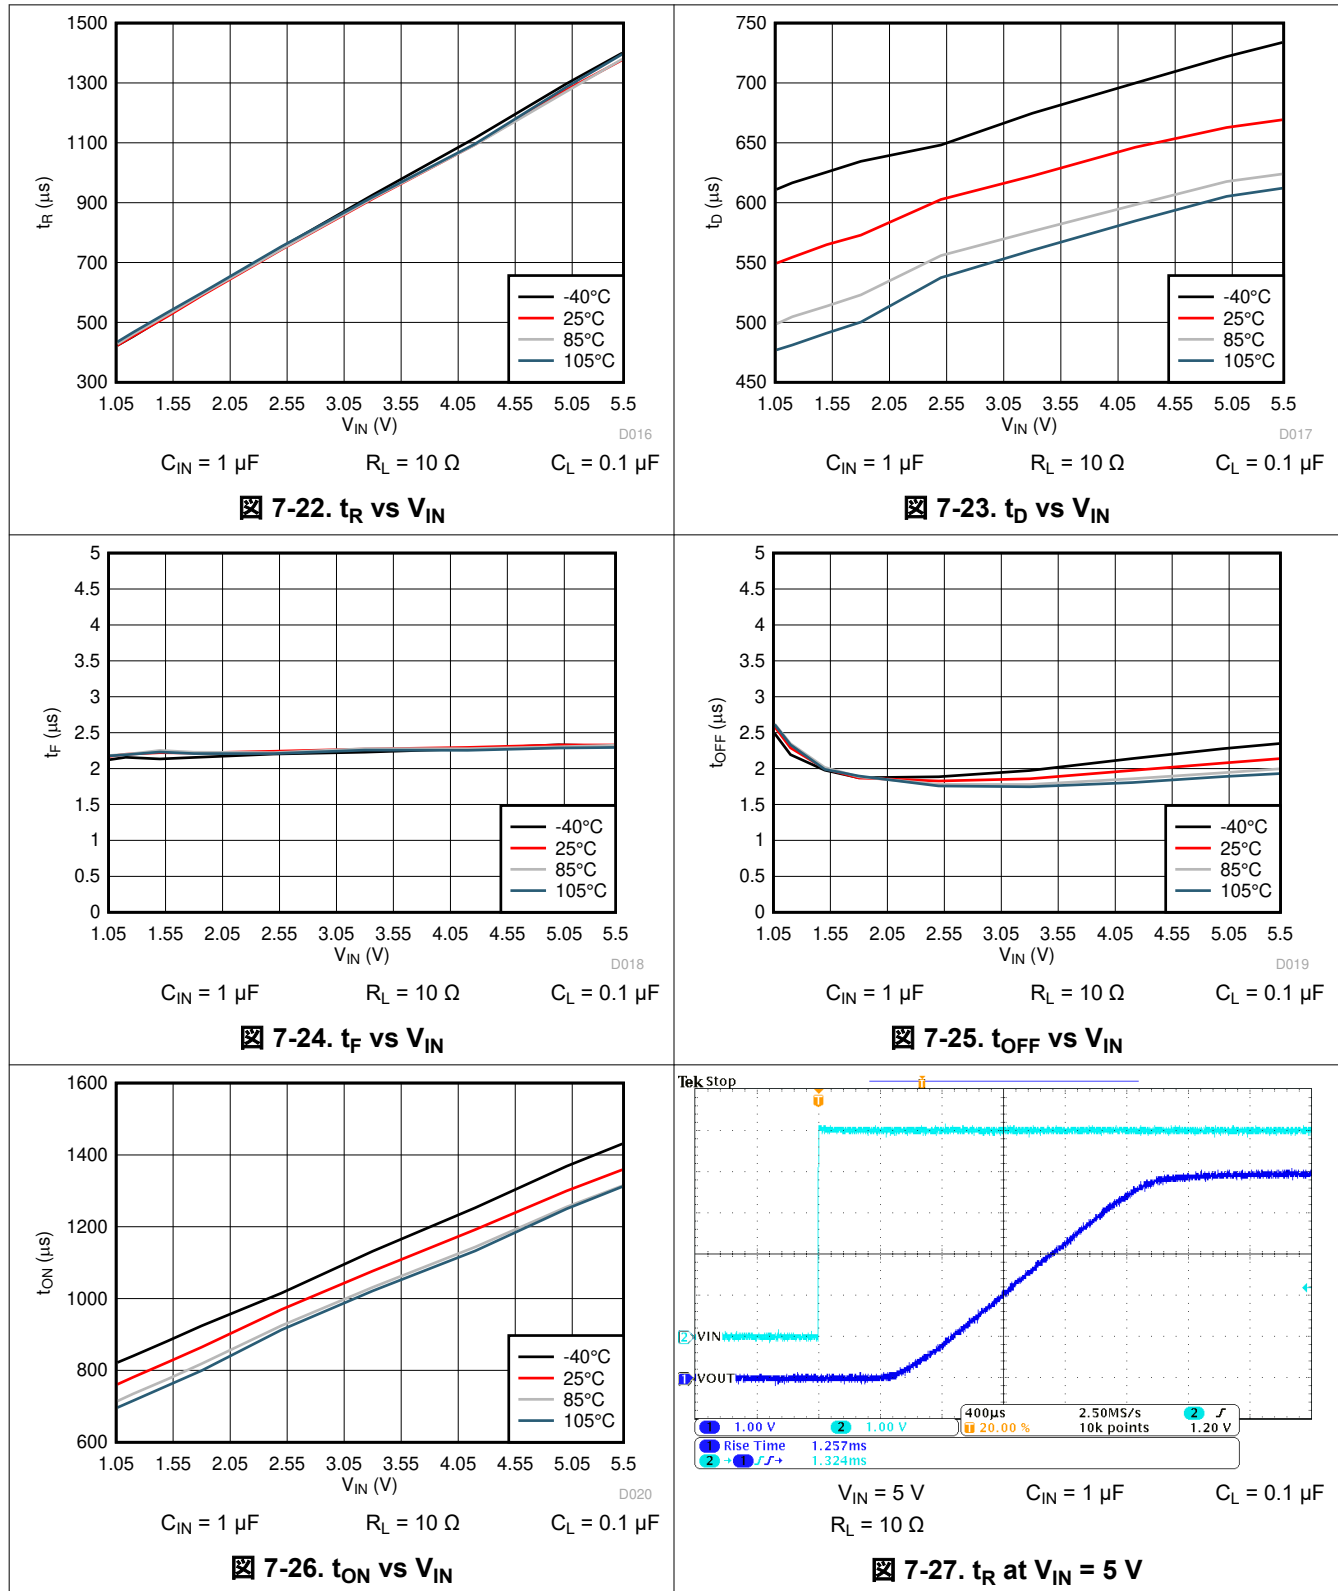 1500
1300
1100
900
700
500
300
tR (µs)
-40°C
25°C
85°C
105°C
1.05 1.55 2.05 2.55 3.05 3.55 4.05 4.55 5.05 5.5
VIN (V)
D016
CIN = 1 µF RL = 10 Ω CL = 0.1 µF
図 7-22. tR vs VIN
750
700
650
600
550
500
450
tD (µs)
-40°C
25°C
85°C
105°C
1.05 1.55 2.05 2.55 3.05 3.55 4.05 4.55 5.05 5.5
VIN (V)
D017
CIN = 1 µF RL = 10 Ω CL = 0.1 µF
図 7-23. tD vs VIN
5
4.5
4
3.5
3
2.5
2
1.5
1
0.5
0
tF (µs)
-40°C
25°C
85°C
105°C
1.05 1.55 2.05 2.55 3.05 3.55 4.05 4.55 5.05 5.5
VIN (V)
D018
CIN = 1 µF RL = 10 Ω CL = 0.1 µF
図 7-24. tF vs VIN
5
4.5
4
3.5
3
2.5
2
1.5
1
0.5
0
tOFF (µs)
-40°C
25°C
85°C
105°C
1.05 1.55 2.05 2.55 3.05 3.55 4.05 4.55 5.05 5.5
VIN (V)
D019
CIN = 1 µF RL = 10 Ω CL = 0.1 µF
図 7-25. tOFF vs VIN
1600
1400
1200
1000
800
600
tON (µs)
-40°C
25°C
85°C
105°C
1.05 1.55 2.05 2.55 3.05 3.55 4.05 4.55 5.05 5.5
VIN (V)
D020
CIN = 1 µF RL = 10 Ω CL = 0.1 µF
図 7-26. tON vs VIN
Tek Stop
T
T
2 VIN
1 VOUT
1 1.00 V 2 1.00 V
400µs 2.50MS/s 2
T 20.00 % 10k points 1.20 V
1 Rise Time 1.257ms
2 → 1 1.324ms
VIN = 5 V CIN = 1 µF CL = 0.1 µF
RL = 10 Ω
図 7-27. tR at VIN = 5 V